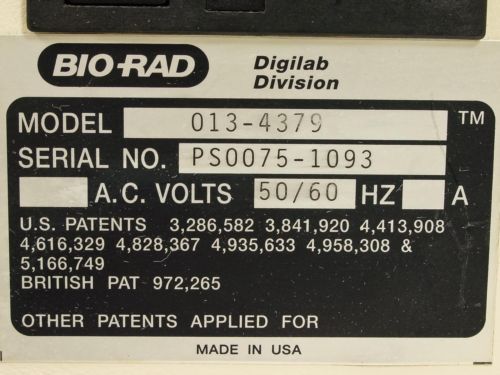 BIO-RAD Digilab
Division
MODEL 013-4379 TM
SERIAL NO. PS0075-1093
A.C. VOLTS 50/60 HZ A
U.S. PATENTS 3,286,582 3,841,920 4,413,908
4,616,329 4,828,367 4,935,633 4,958,308 &
5,166,749
BRITISH PAT 972,265
OTHER PATENTS APPLIED FOR
MADE IN USA